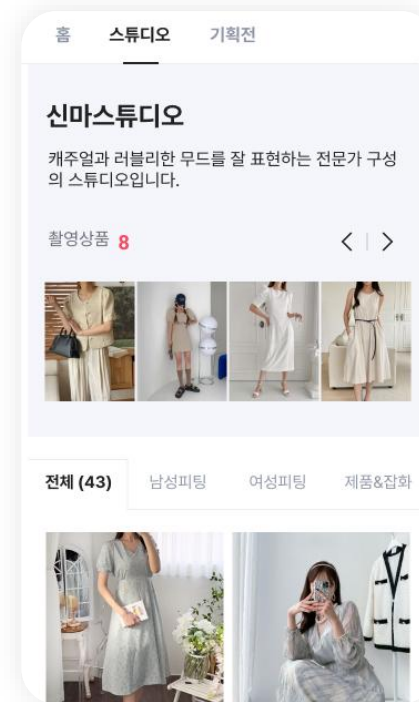 홈 스튜디오 기획전
신마스튜디오
캐주얼과 러블리한 무드를 잘 표현하는 전문가 구성
의 스튜디오입니다.
촬영상품 8
전체 (43) 남성피팅 여성피팅 제품&잡화